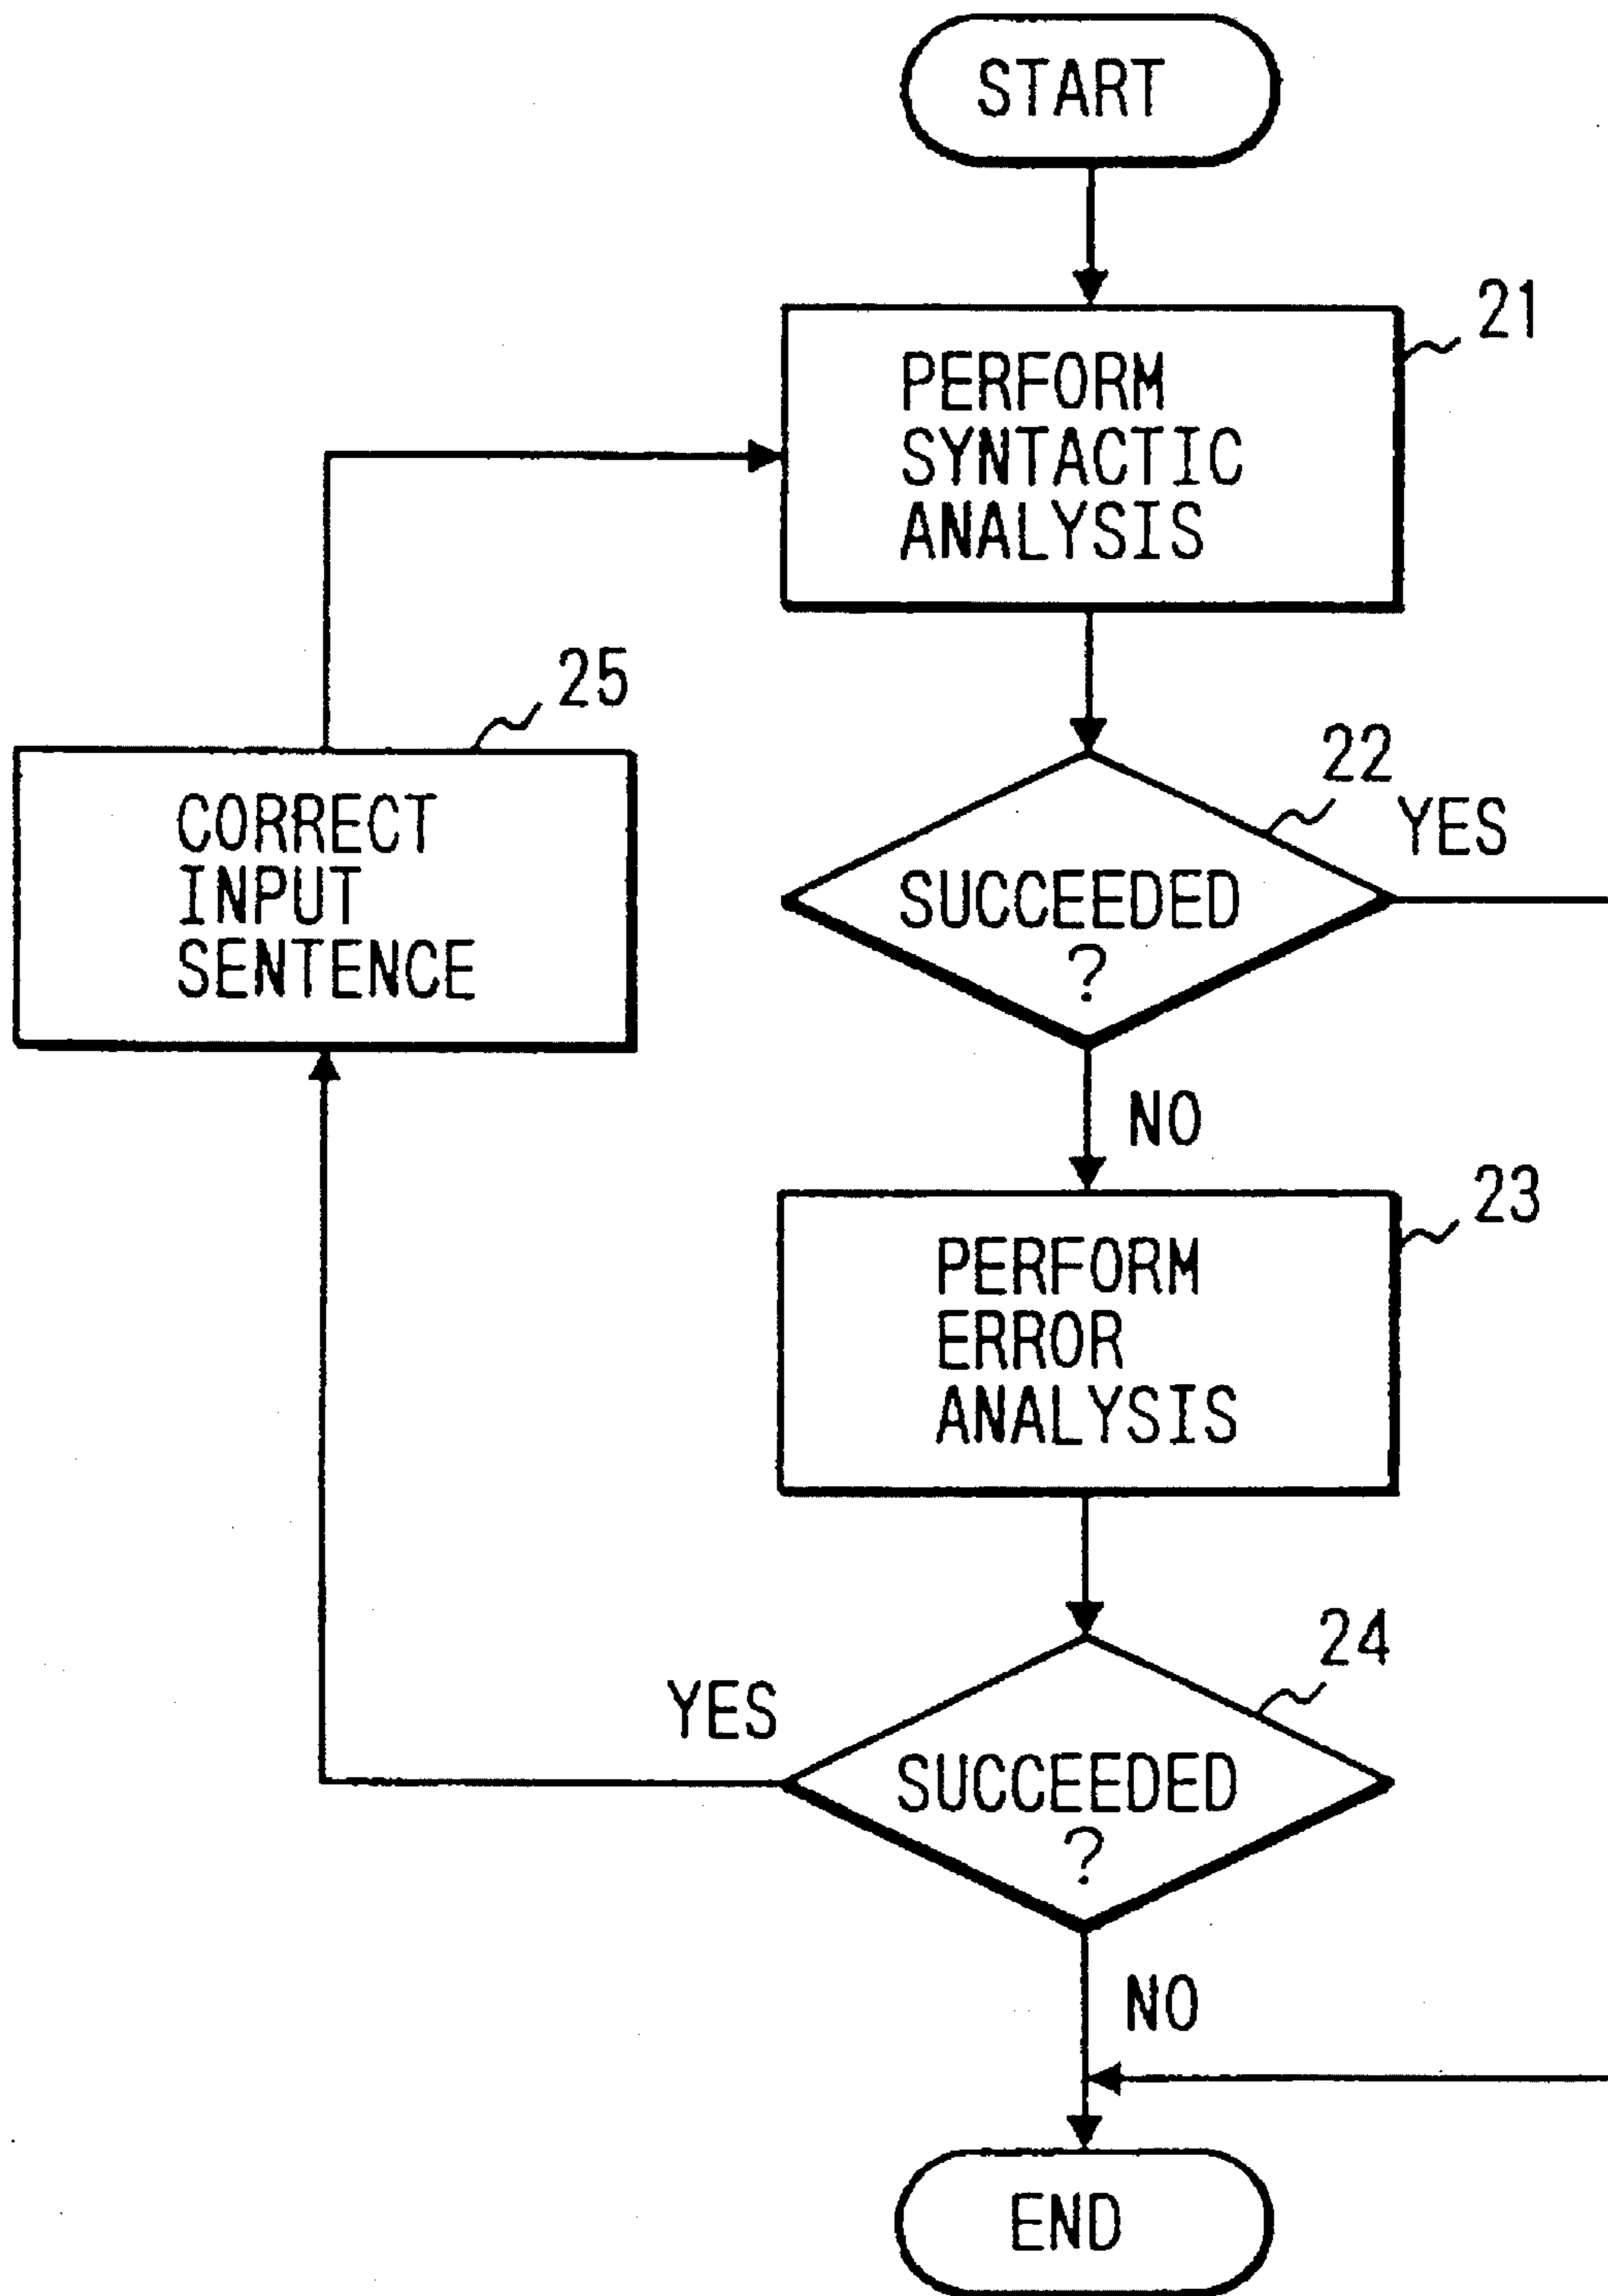 START
21
PERFORM
SYNTACTIC
ANALYSIS
25
CORRECT
INPUT
SENTENCE
22
YES
SUCCEEDED
?
NO
23
PERFORM
ERROR
ANALYSIS
24
YES
SUCCEEDED
?
NO
END